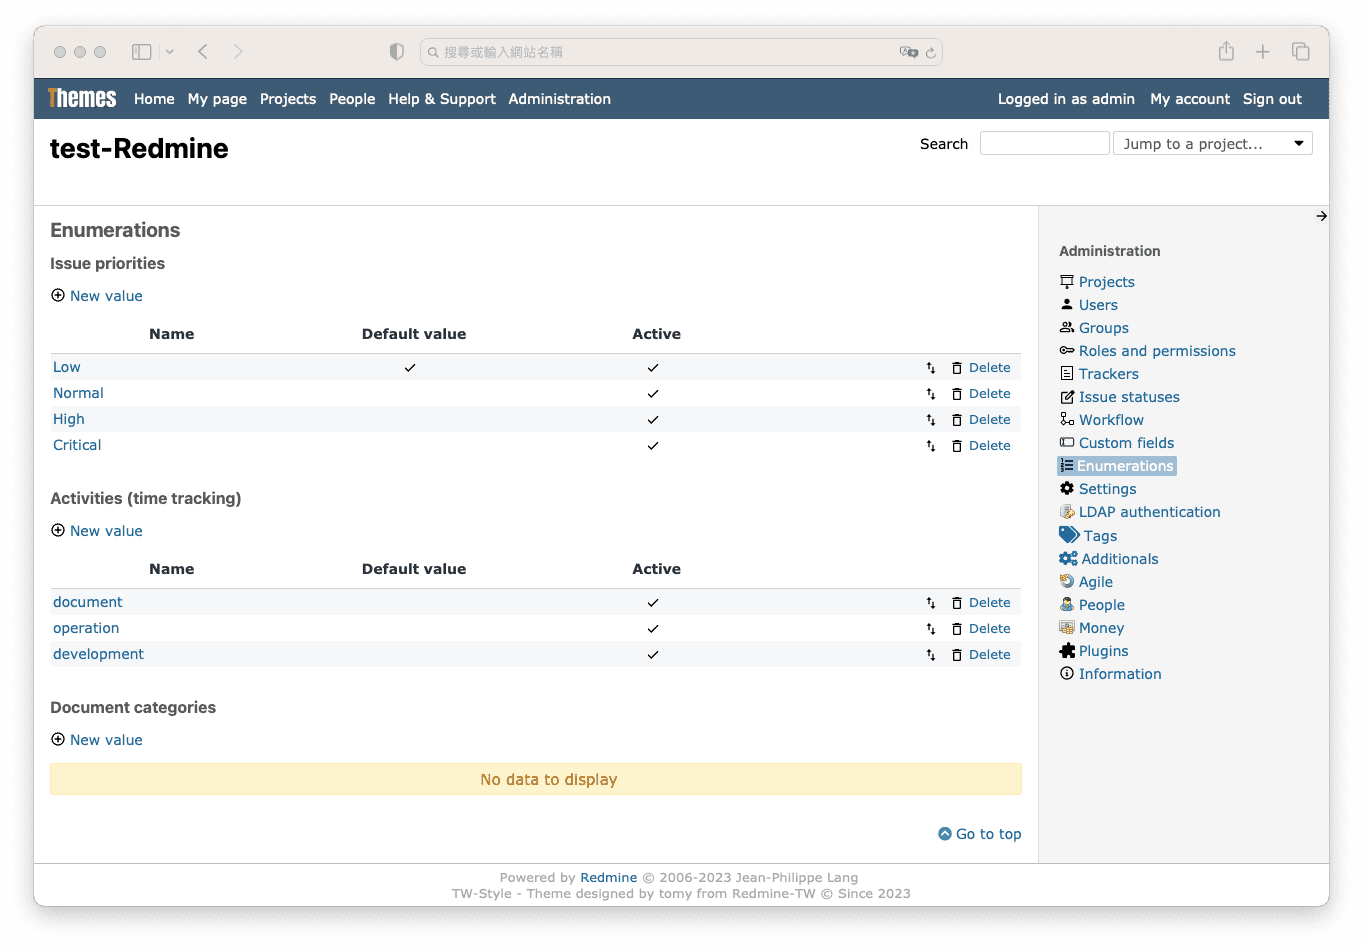 搜尋或輸入網站名稱
Themes Home My page Projects People Help & Support Administration Logged in as admin My account Sign out
test-Redmine
Search Jump to a project...
Enumerations
Issue priorities
New value
Name Default value Active
Low Delete
Normal Delete
High Delete
Critical Delete
Activities (time tracking)
New value
Name Default value Active
document Delete
operation Delete
development Delete
Document categories
New value
No data to display
Go to top
Administration
Projects
Users
Groups
Roles and permissions
Trackers
Issue statuses
Workflow
Custom fields
Enumerations
Settings
LDAP authentication
Tags
Additionals
Agile
People
Money
Plugins
Information
Powered by Redmine © 2006-2023 Jean-Philippe Lang
TW-Style - Theme designed by tomy from Redmine-TW © Since 2023